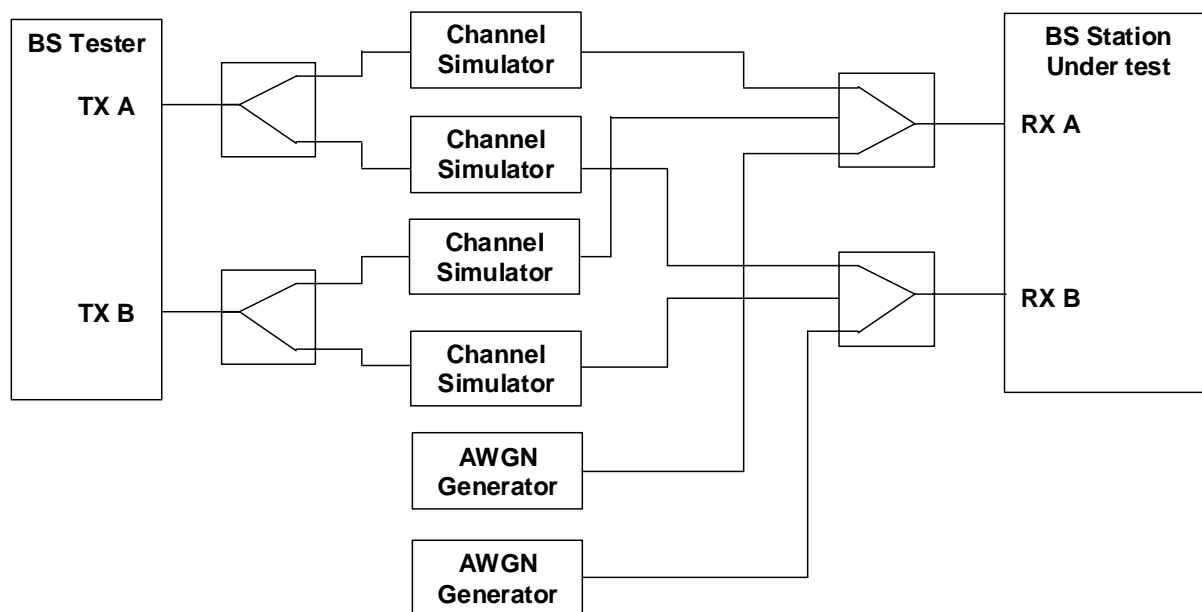 BS Tester
TX A
TX B
Channel
Simulator
Channel
Simulator
Channel
Simulator
Channel
Simulator
AWGN
Generator
AWGN
Generator
BS Station
Under test
RX A
RX B